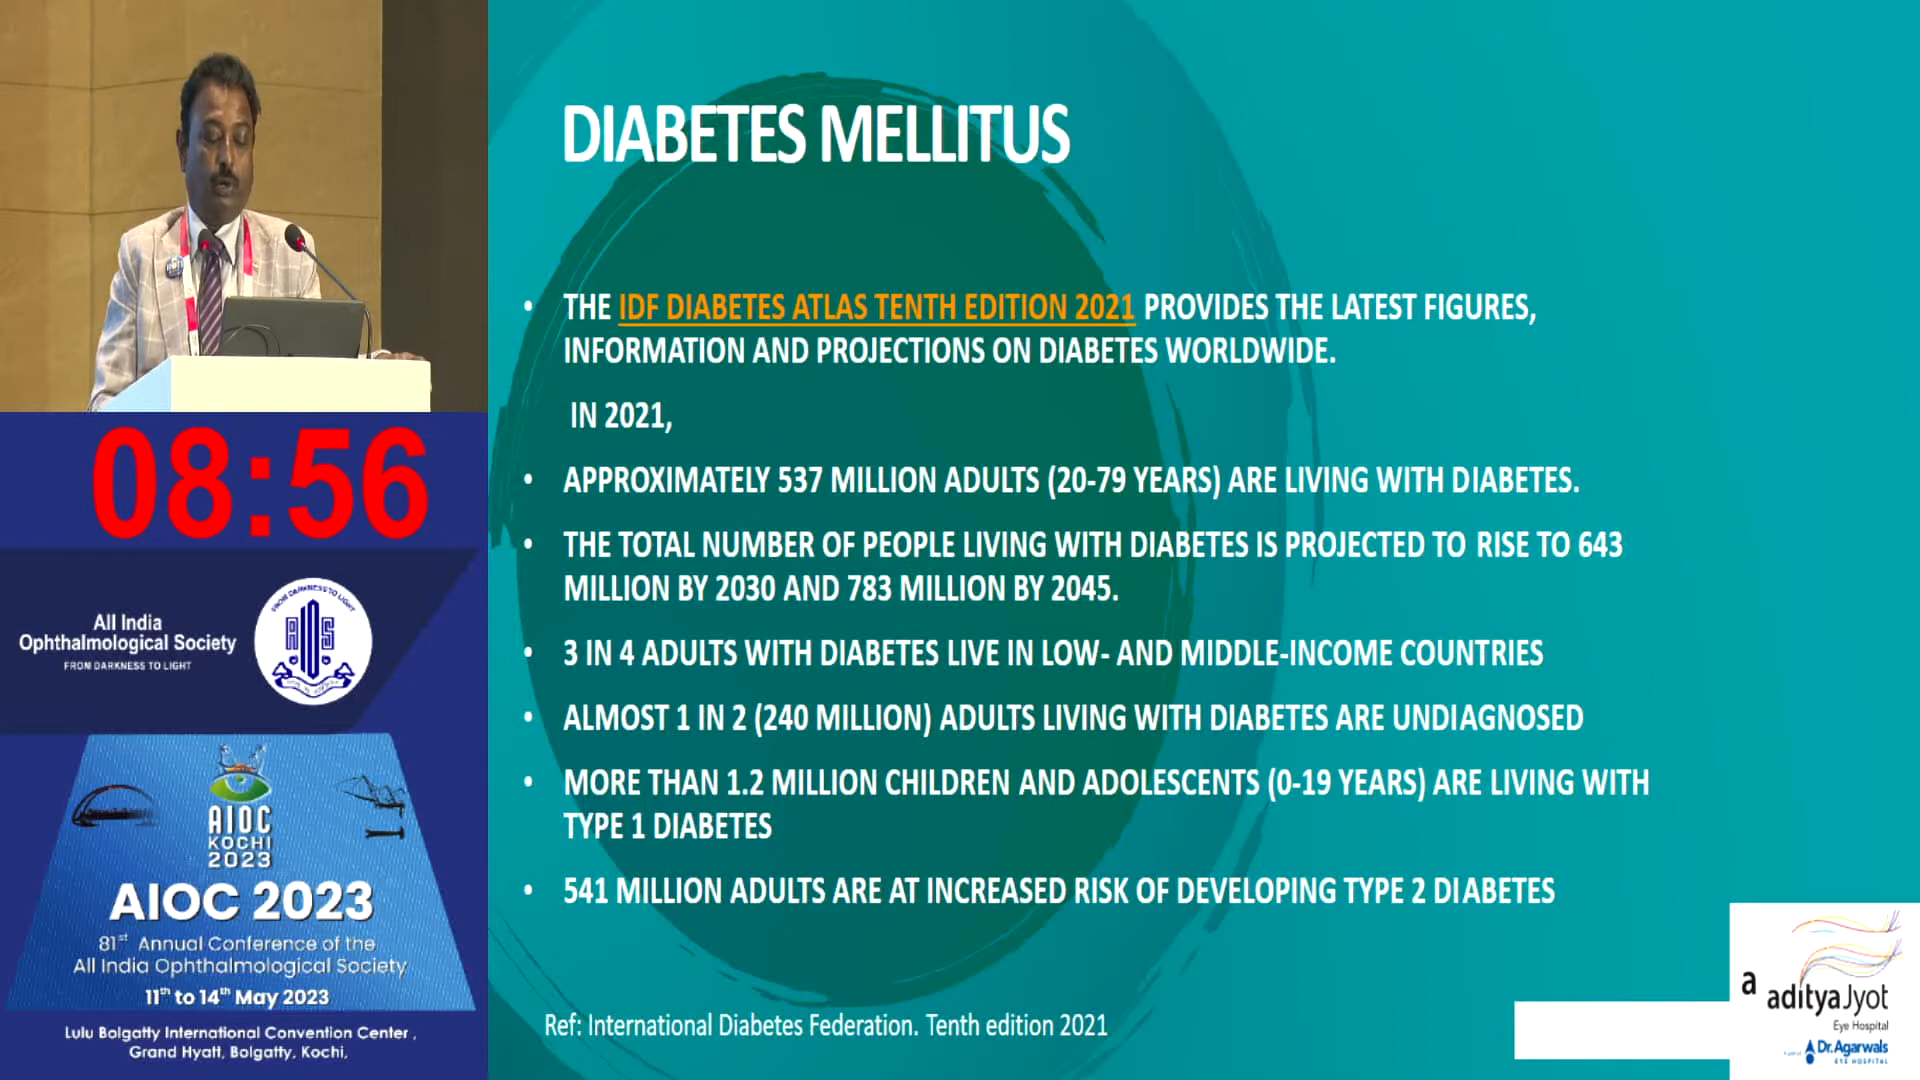 DIABETES MELLITUS
• THE IDF DIABETES ATLAS TENTH EDITION 2021 PROVIDES THE LATEST FIGURES,
INFORMATION AND PROJECTIONS ON DIABETES WORLDWIDE.
IN 2021,
• APPROXIMATELY 537 MILLION ADULTS (20-79 YEARS) ARE LIVING WITH DIABETES.
• THE TOTAL NUMBER OF PEOPLE LIVING WITH DIABETES IS PROJECTED TO RISE TO 643
MILLION BY 2030 AND 783 MILLION BY 2045.
• 3 IN 4 ADULTS WITH DIABETES LIVE IN LOW- AND MIDDLE-INCOME COUNTRIES
• ALMOST 1 IN 2 (240 MILLION) ADULTS LIVING WITH DIABETES ARE UNDIAGNOSED
• MORE THAN 1.2 MILLION CHILDREN AND ADOLESCENTS (0-19 YEARS) ARE LIVING WITH
TYPE 1 DIABETES
• 541 MILLION ADULTS ARE AT INCREASED RISK OF DEVELOPING TYPE 2 DIABETES
Ref: International Diabetes Federation. Tenth edition 2021
08:56
All India
Ophthalmological Society
FROM DARKNESS TO LIGHT
FROM DARKNESS TO LIGHT
AIOS
AIOC
KOCHI
2023
AIOC 2023
81st Annual Conference of the
All India Ophthalmological Society
11th to 14th May 2023
Lulu Bolgatty International Convention Center ,
Grand Hyatt, Bolgatty, Kochi,
a
adityaJyot
Eye Hospital
Dr.Agarwals
EYE HOSPITAL